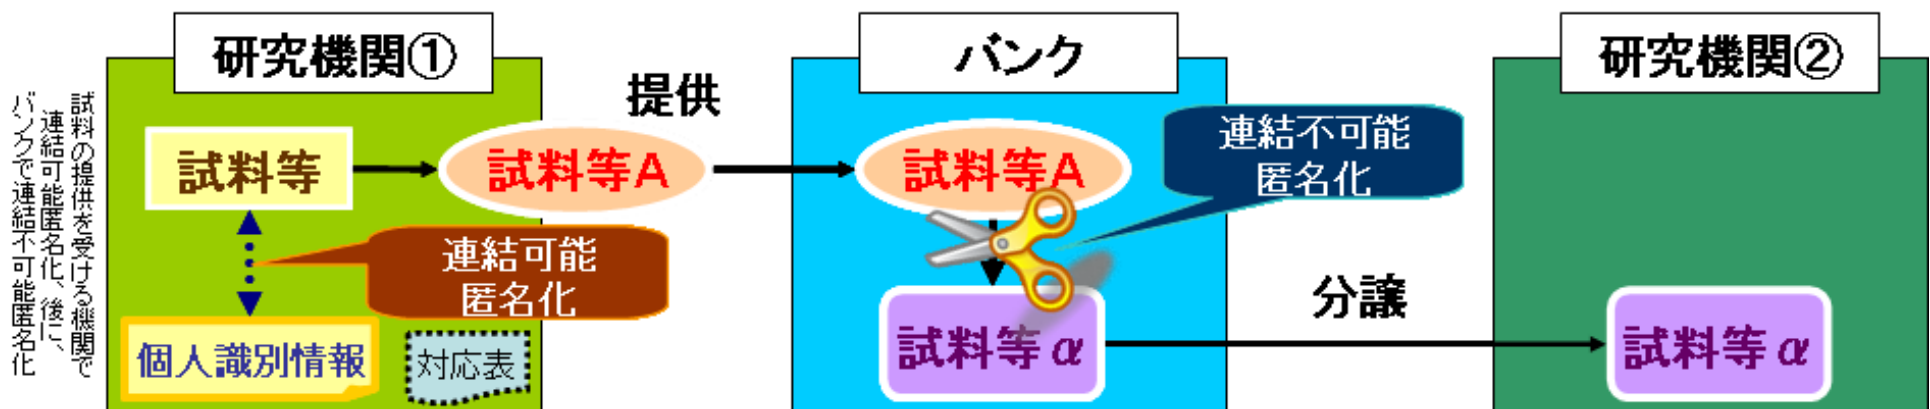 試料の提供を受ける機関で
連結可能匿名化、後に、
バンクで連結不可能匿名化
研究機関①
試料等
試料等A
連結可能
匿名化
個人識別情報
対応表
提供
バンク
試料等A
連結不可能
匿名化
試料等α
分譲
研究機関②
試料等α